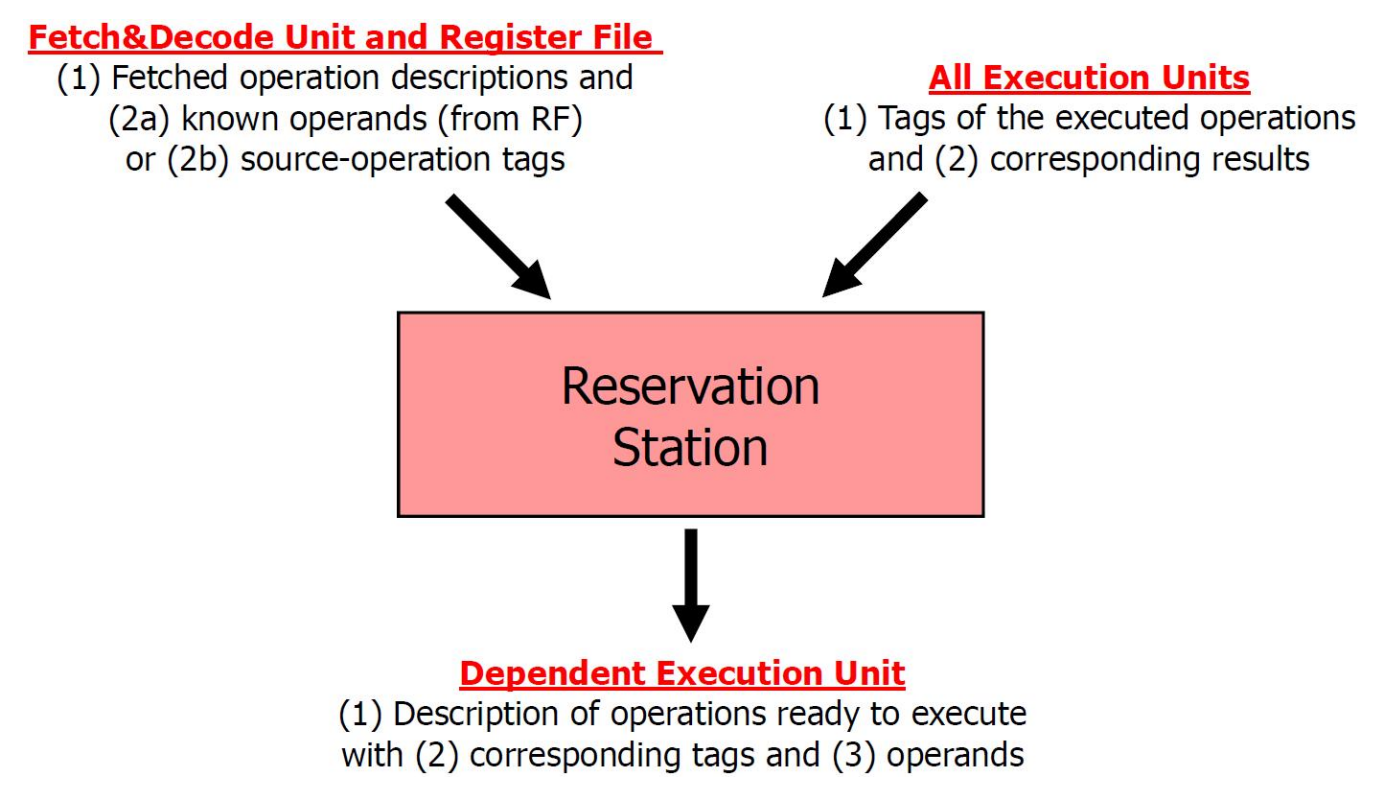 Fetch&Decode Unit and Register File
(1) Fetched operation descriptions and
(2a) known operands (from RF)
or (2b) source-operation tags
All Execution Units
(1) Tags of the executed operations
and (2) corresponding results
Reservation
Station
Dependent Execution Unit
(1) Description of operations ready to execute
with (2) corresponding tags and (3) operands